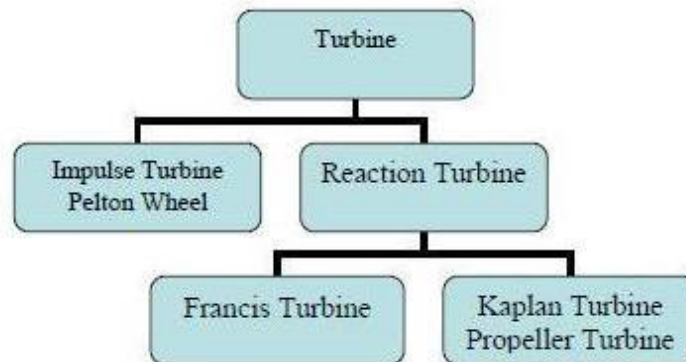 Turbine
Impulse Turbine
Pelton Wheel
Reaction Turbine
Francis Turbine
Kaplan Turbine
Propeller Turbine